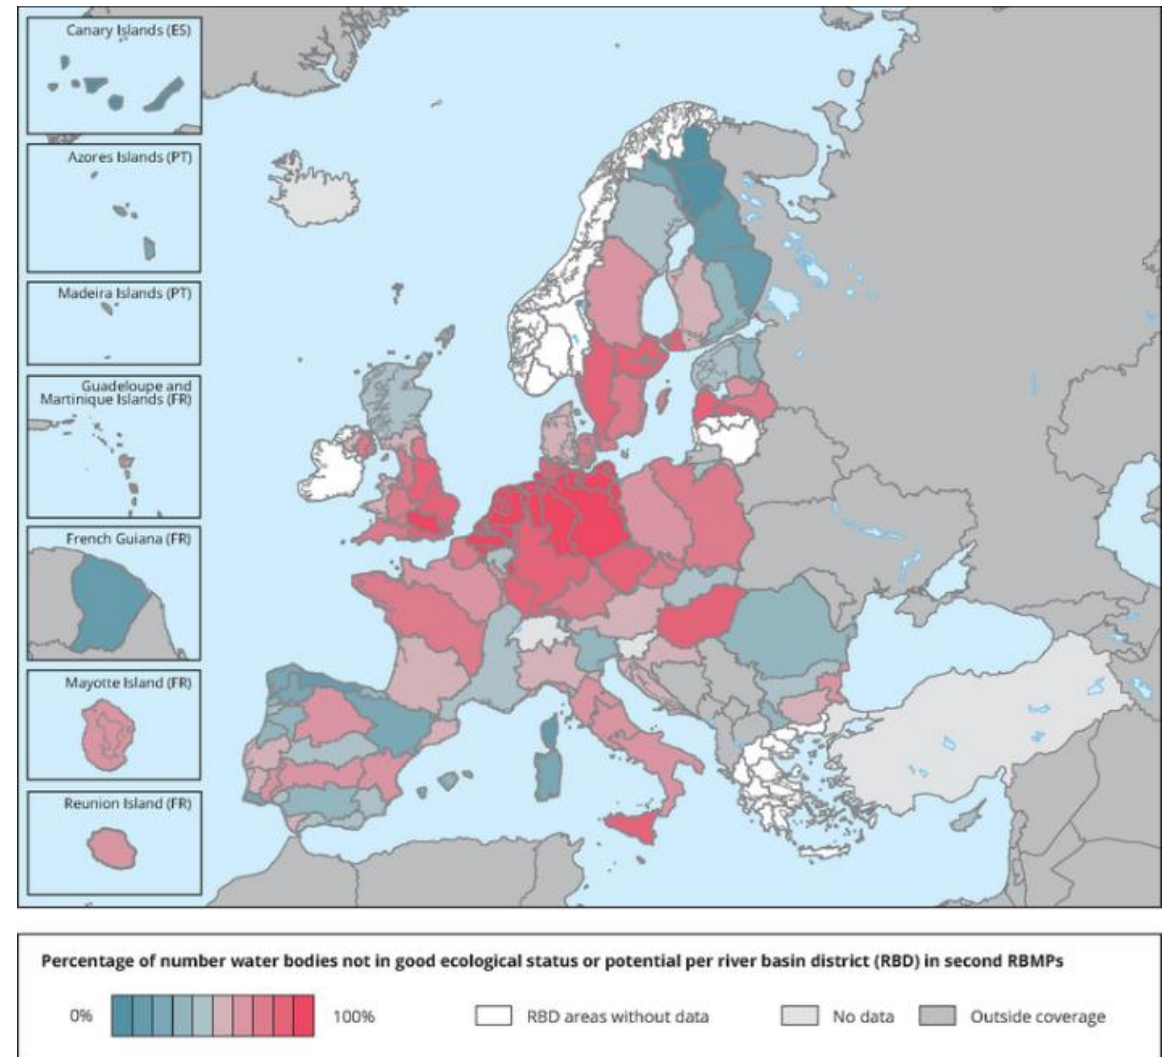 Canary Islands (ES)
Azores Islands (PT)
Madeira Islands (PT)
Guadeloupe and
Martinique Islands (FR)
French Guiana (FR)
Mayotte Island (FR)
Reunion Island (FR)
Percentage of number water bodies not in good ecological status or potential per river basin district (RBD) in second RBMPs
0%
100%
RBD areas without data
No data
Outside coverage